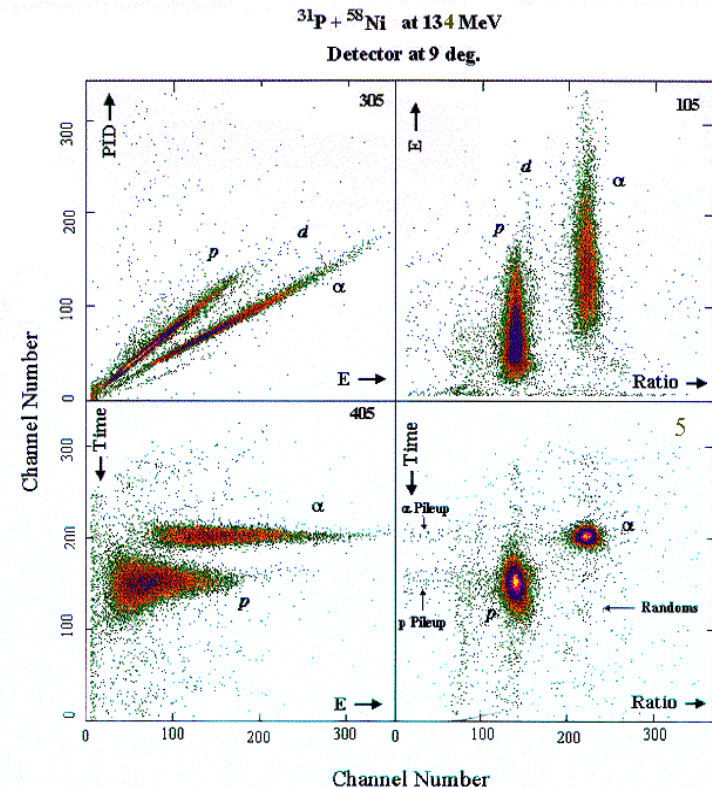 31P + 58Ni at 134 MeV
Detector at 9 deg.
305
PID
300
200
100
0
p
d
α
E
105
E
p
d
α
Ratio
Channel Number
405
Time
300
200
100
0
α
p
E
0 100 200 300
5
Time
α Pileup
α
p
p Pileup
Randoms
Ratio
0 100 200 300
Channel Number